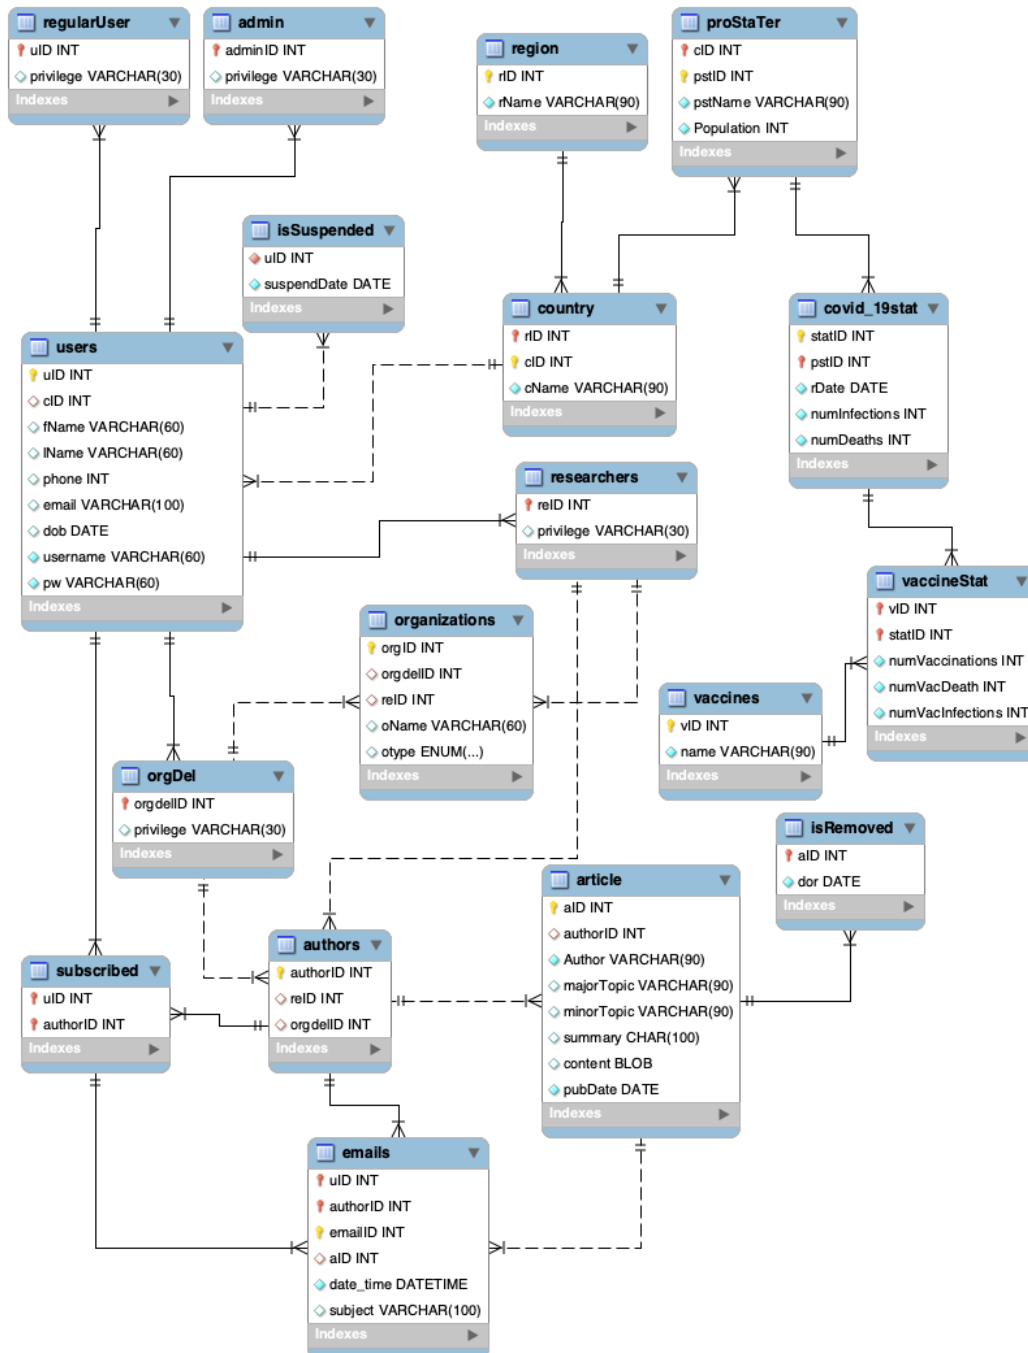 regularUser
uID INT
privilege VARCHAR(30)
Indexes
admin
adminID INT
privilege VARCHAR(30)
Indexes
region
rID INT
rName VARCHAR(90)
Indexes
proStaTer
cID INT
pstID INT
pstName VARCHAR(90)
Population INT
Indexes
isSuspended
uID INT
suspendDate DATE
Indexes
country
rID INT
cID INT
cName VARCHAR(90)
Indexes
covid_19stat
statID INT
pstID INT
rDate DATE
numInfections INT
numDeaths INT
Indexes
users
uID INT
cID INT
fName VARCHAR(60)
lName VARCHAR(60)
phone INT
email VARCHAR(100)
dob DATE
username VARCHAR(60)
pw VARCHAR(60)
Indexes
researchers
reID INT
privilege VARCHAR(30)
Indexes
vaccineStat
vID INT
statID INT
numVaccinations INT
numVacDeath INT
numVacInfections INT
Indexes
organizations
orgID INT
orgdelID INT
reID INT
oName VARCHAR(60)
otype ENUM(...)
Indexes
vaccines
vID INT
name VARCHAR(90)
Indexes
orgDel
orgdelID INT
privilege VARCHAR(30)
Indexes
isRemoved
aID INT
dor DATE
Indexes
article
aID INT
authorID INT
Author VARCHAR(90)
majorTopic VARCHAR(90)
minorTopic VARCHAR(90)
summary CHAR(100)
content BLOB
pubDate DATE
Indexes
authors
authorID INT
reID INT
orgdelID INT
Indexes
subscribed
uID INT
authorID INT
Indexes
emails
uID INT
authorID INT
emailID INT
aID INT
date_time DATETIME
subject VARCHAR(100)
Indexes